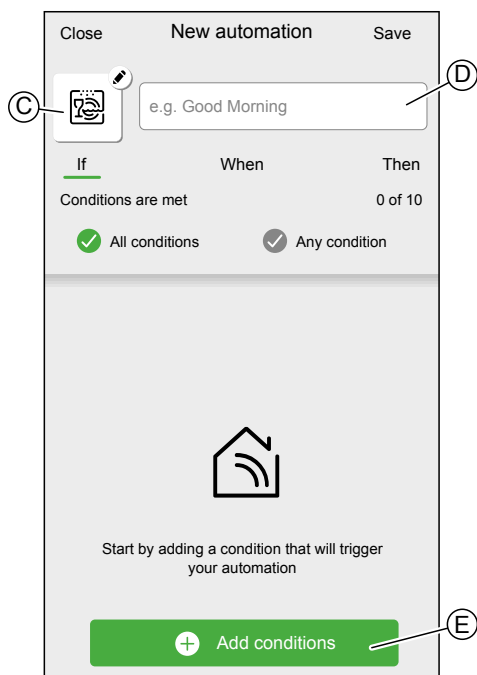 Close New automation Save
C
D
e.g. Good Morning
If When Then
Conditions are met 0 of 10
All conditions Any condition
Start by adding a condition that will trigger
your automation
Add conditions
E